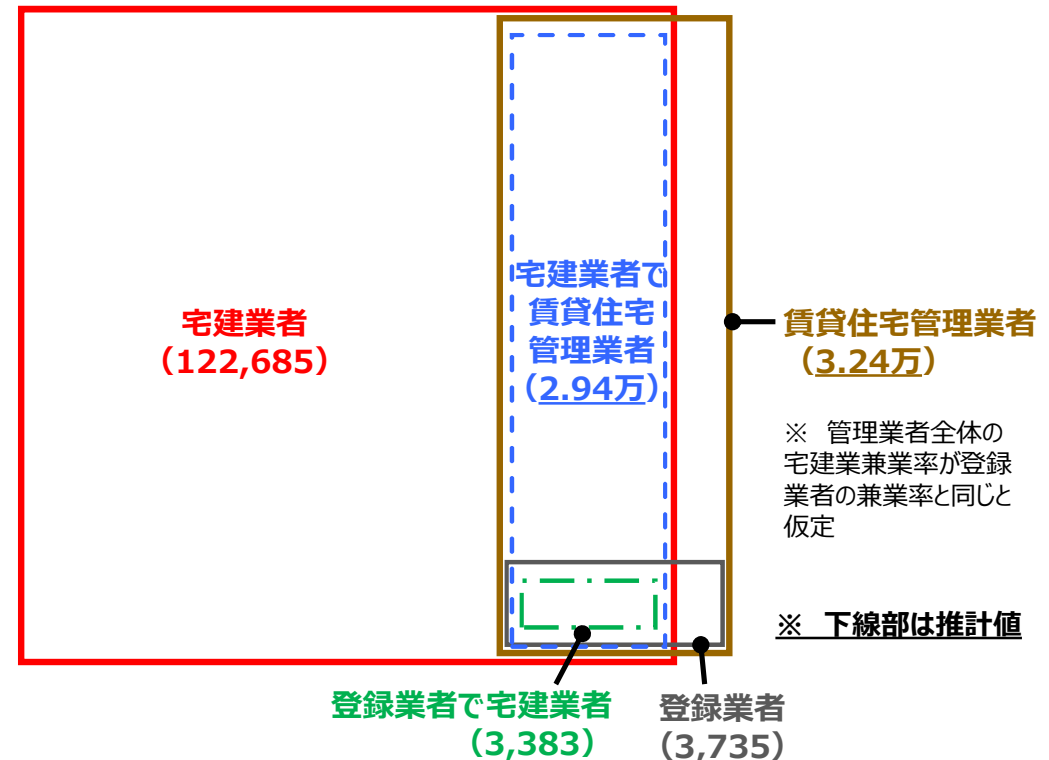 宅建業者
(122,685)
宅建業者で
賃貸住宅
管理業者
(2.94万)
賃貸住宅管理業者
(3.24万)
※ 管理業者全体の
宅建業兼業率が登録
業者の兼業率と同じと
仮定
※ 下線部は推計値
登録業者で宅建業者
(3,383)
登録業者
(3,735)